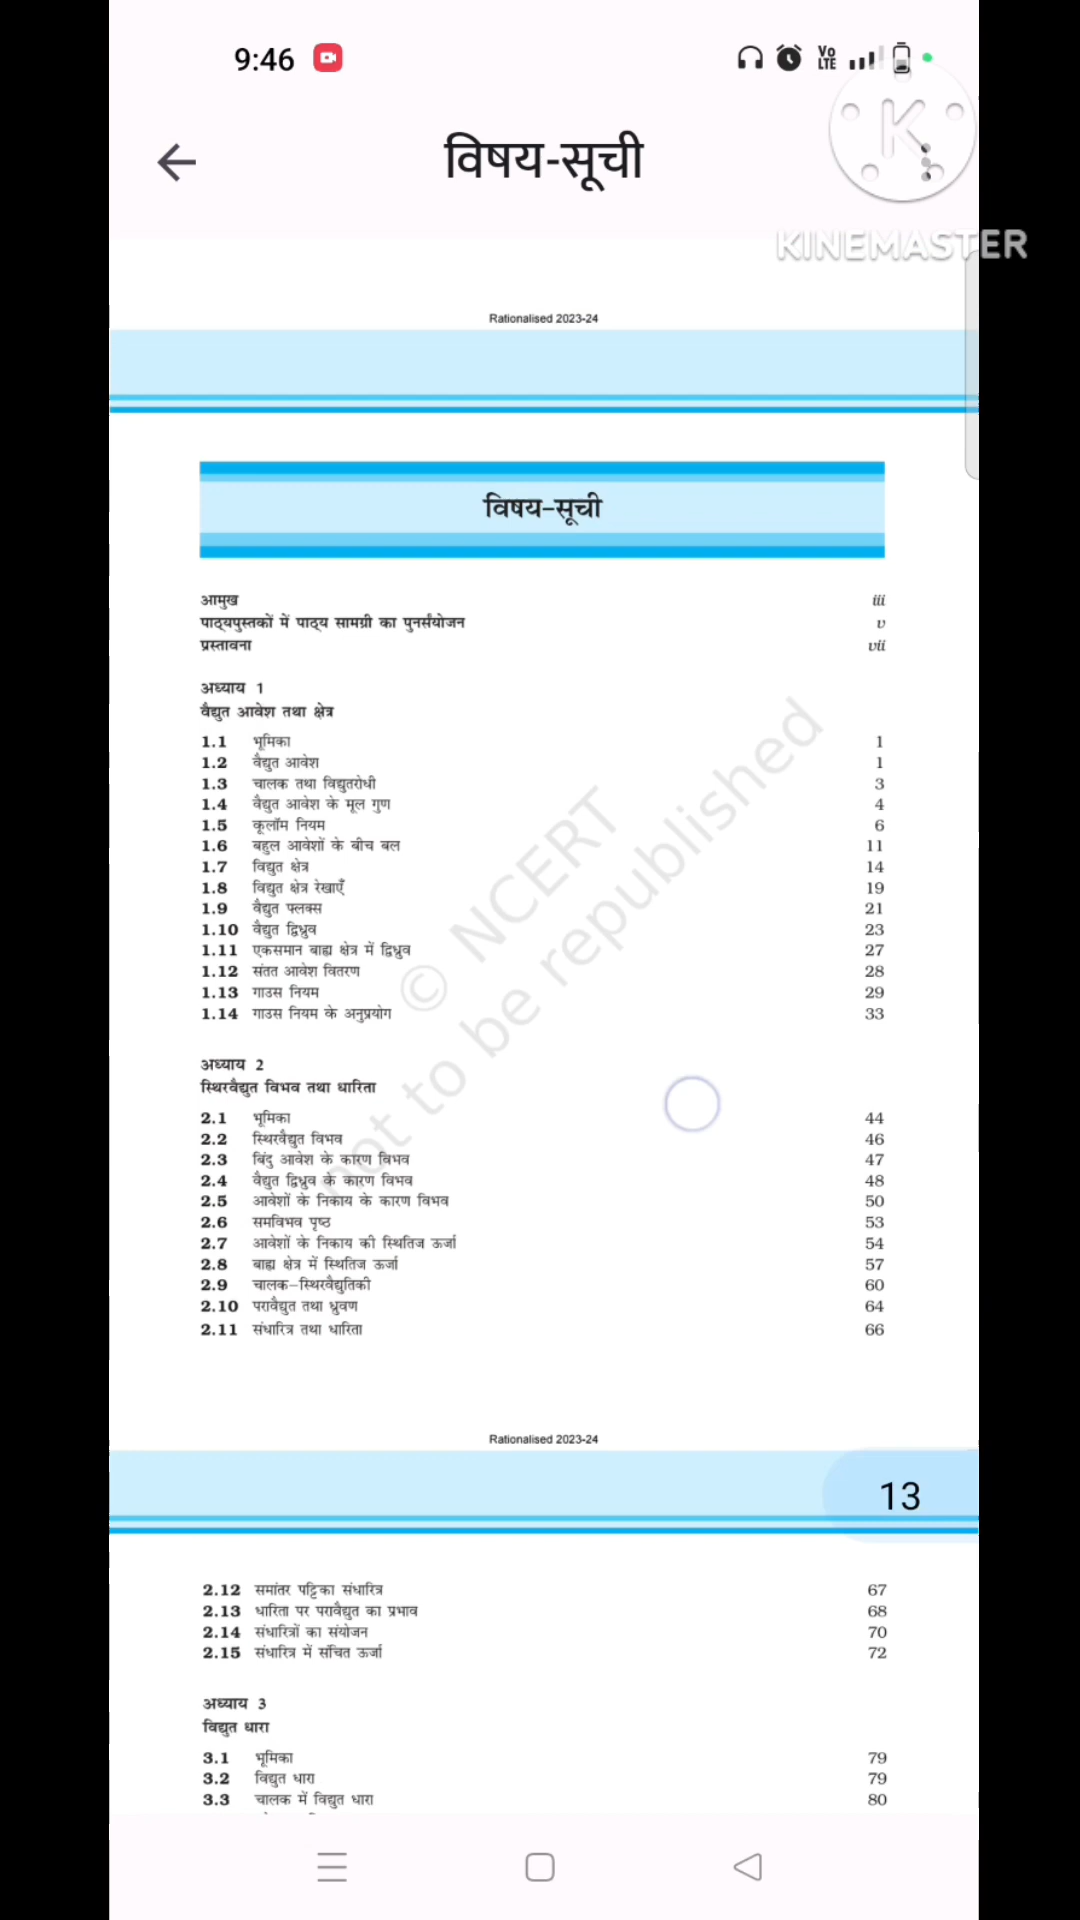 9:46
Vo LTE
विषय-सूची
KINEMASTER
Rationalised 2023-24
विषय-सूची
आमुख iii
पाठ्यपुस्तकों में पाठ्य सामग्री का पुनर्संयोजन v
प्रस्तावना vii
अध्याय 1
वैद्युत आवेश तथा क्षेत्र
1.1 भूमिका 1
1.2 वैद्युत आवेश 1
1.3 चालक तथा विद्युतरोधी 3
1.4 वैद्युत आवेश के मूल गुण 4
1.5 कूलॉम नियम 6
1.6 बहुल आवेशों के बीच बल 11
1.7 विद्युत क्षेत्र 14
1.8 विद्युत क्षेत्र रेखाएँ 19
1.9 वैद्युत फ्लक्स 21
1.10 वैद्युत द्विध्रुव 23
1.11 एकसमान बाह्य क्षेत्र में द्विध्रुव 27
1.12 संतत आवेश वितरण 28
1.13 गाउस नियम 29
1.14 गाउस नियम के अनुप्रयोग 33
© NCERT
not to be republished
अध्याय 2
स्थिरवैद्युत विभव तथा धारिता
2.1 भूमिका 44
2.2 स्थिरवैद्युत विभव 46
2.3 बिंदु आवेश के कारण विभव 47
2.4 वैद्युत द्विध्रुव के कारण विभव 48
2.5 आवेशों के निकाय के कारण विभव 50
2.6 समविभव पृष्ठ 53
2.7 आवेशों के निकाय की स्थितिज ऊर्जा 54
2.8 बाह्य क्षेत्र में स्थितिज ऊर्जा 57
2.9 चालक-स्थिरवैद्युतिकी 60
2.10 परावैद्युत तथा ध्रुवण 64
2.11 संधारित्र तथा धारिता 66
Rationalised 2023-24
13
2.12 समांतर पट्टिका संधारित्र 67
2.13 धारिता पर परावैद्युत का प्रभाव 68
2.14 संधारित्रों का संयोजन 70
2.15 संधारित्र में संचित ऊर्जा 72
अध्याय 3
विद्युत धारा
3.1 भूमिका 79
3.2 विद्युत धारा 79
3.3 चालक में विद्युत धारा 80